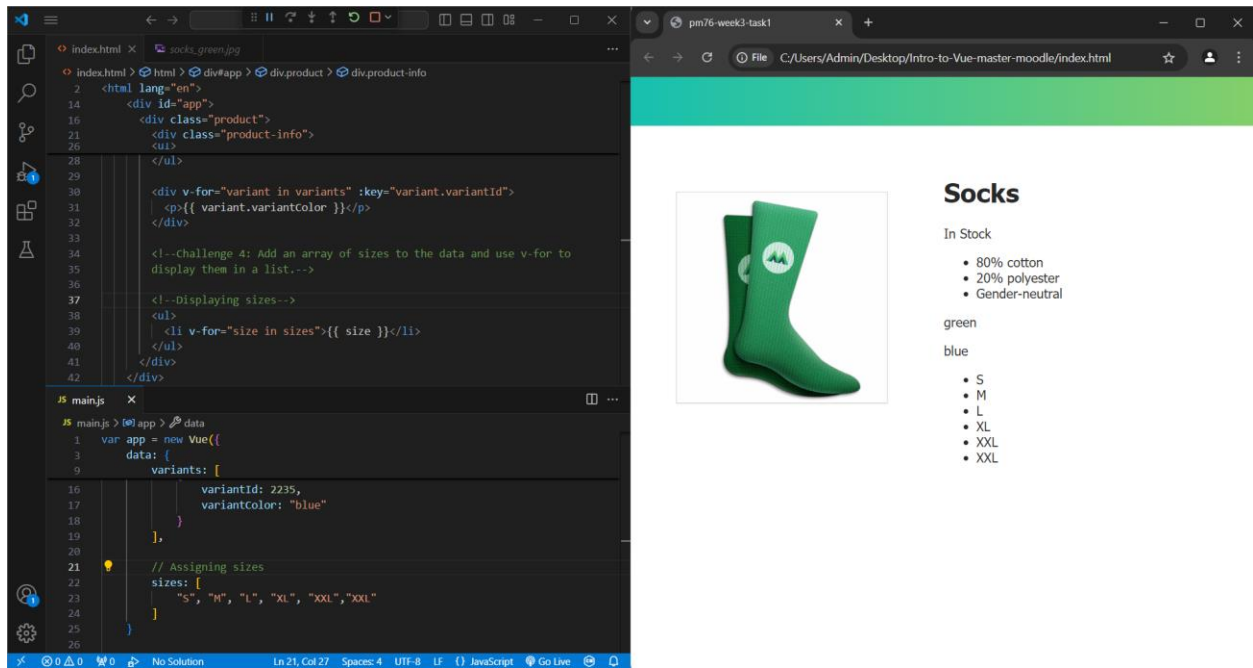 index.html
socks_green.jpg
index.html > html > div#app > div.product > div.product-info
2 <html lang="en">
14 <div id="app">
16 <div class="product">
21 <div class="product-info">
26 <ul>
28 </ul>
29
30 <div v-for="variant in variants" :key="variant.variantId">
31 <p>{{ variant.variantColor }}</p>
32 </div>
33
34 <!--Challenge 4: Add an array of sizes to the data and use v-for to
35 display them in a list.-->
36
37 <!--Displaying sizes-->
38 <ul>
39 <li v-for="size in sizes">{{ size }}</li>
40 </ul>
41 </div>
42 </div>
JS main.js
JS main.js > app > data
1 var app = new Vue({
3 data: {
9 variants: [
16 variantId: 2235,
17 variantColor: "blue"
18 }
19 ],
20
21 // Assigning sizes
22 sizes: [
23 "S", "M", "L", "XL", "XXL","XXL"
24 ]
25 }
26
1
1
0 0 0 No Solution Ln 21, Col 27 Spaces: 4 UTF-8 LF {} JavaScript Go Live
pm76-week3-task1
File C:/Users/Admin/Desktop/Intro-to-Vue-master-moodle/index.html
Socks
In Stock
• 80% cotton
• 20% polyester
• Gender-neutral
green
blue
• S
• M
• L
• XL
• XXL
• XXL